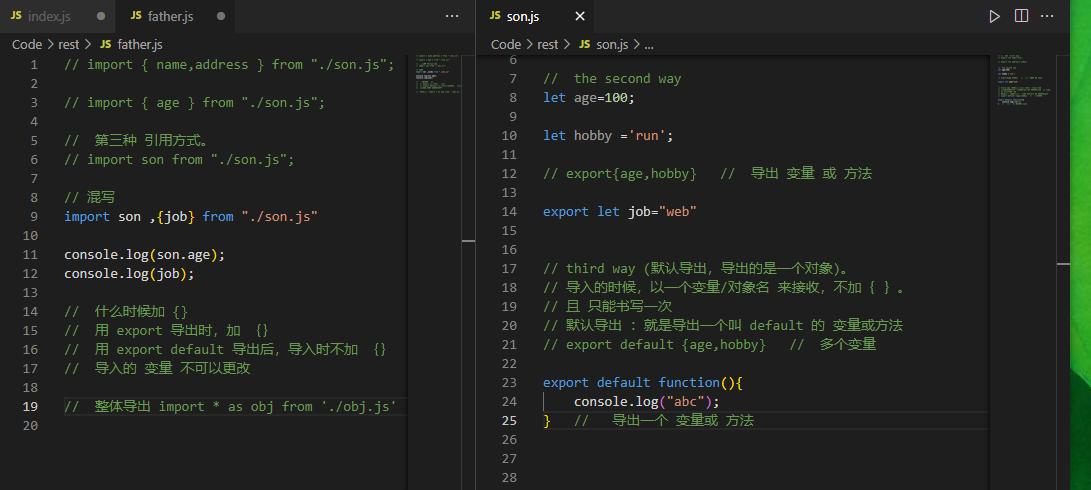 JS index.js
JS father.js
Code > rest > JS father.js
1 // import { name,address } from "./son.js";
2
3 // import { age } from "./son.js";
4
5 // 第三种 引用方式。
6 // import son from "./son.js";
7
8 // 混写
9 import son ,{job} from "./son.js"
10
11 console.log(son.age);
12 console.log(job);
13
14 // 什么时候加 {}
15 // 用 export 导出时，加 {}
16 // 用 export default 导出后，导入时不加 {}
17 // 导入的 变量 不可以更改
18
19 // 整体导出 import * as obj from './obj.js'
20
JS son.js
Code > rest > JS son.js > ...
6
7 // the second way
8 let age=100;
9
10 let hobby ='run';
11
12 // export{age,hobby} // 导出 变量 或 方法
13
14 export let job="web"
15
16
17 // third way (默认导出，导出的是一个对象)。
18 // 导入的时候，以一个变量/对象名 来接收，不加 { } 。
19 // 且 只能书写一次
20 // 默认导出 : 就是导出一个叫 default 的 变量或方法
21 // export default {age,hobby} // 多个变量
22
23 export default function(){
24 console.log("abc");
25 } // 导出一个 变量或 方法
26
27
28